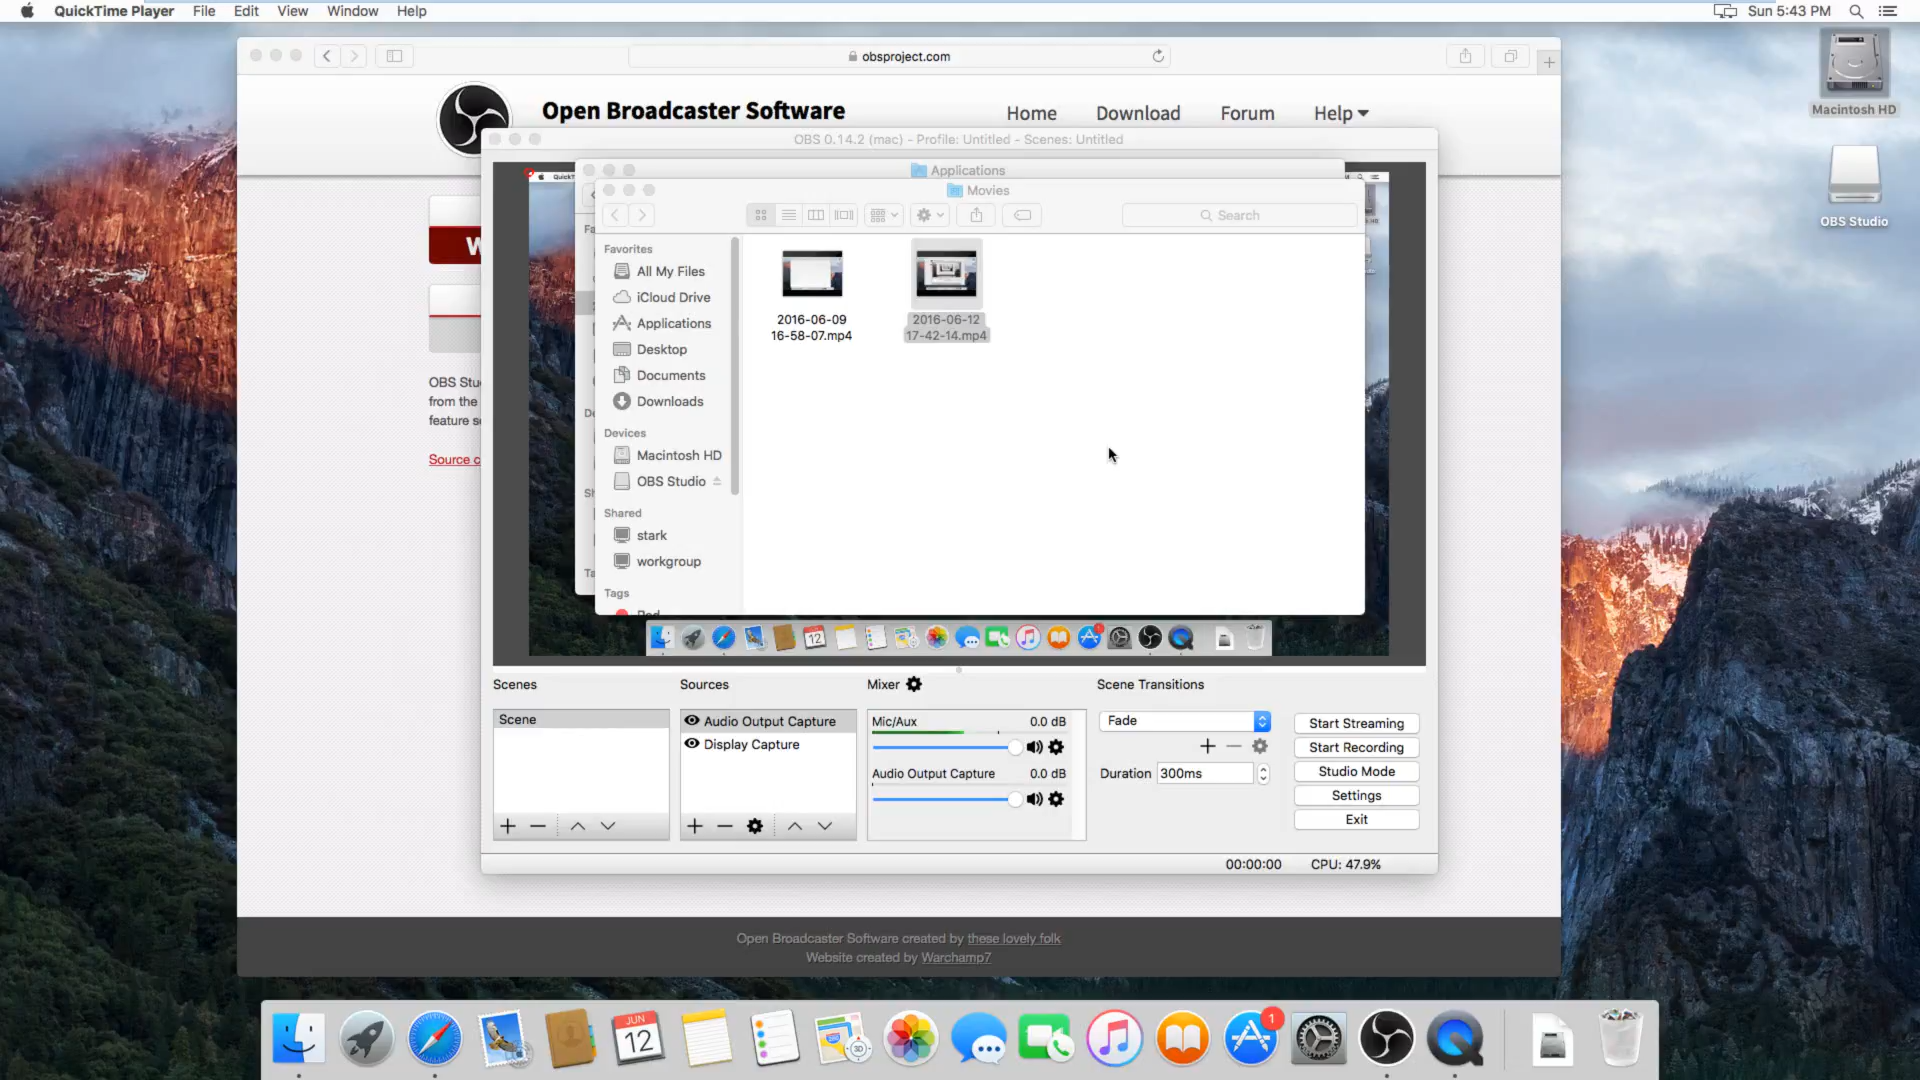 QuickTime Player File Edit View Window Help
Sun 5:43 PM
obsproject.com
Macintosh HD
Open Broadcaster Software
Home Download Forum Help
OBS 0.14.2 (mac) - Profile: Untitled - Scenes: Untitled
Applications
Movies
Search
OBS Studio
Favorites
All My Files
iCloud Drive
Applications
Desktop
Documents
Downloads
Devices
Macintosh HD
OBS Studio
Shared
stark
workgroup
Tags
Red
2016-06-09
16-58-07.mp4
2016-06-12
17-42-14.mp4
OBS Stu
from the
feature s
Source c
Scenes
Scene
Sources
Audio Output Capture
Display Capture
Mixer
Mic/Aux 0.0 dB
Audio Output Capture 0.0 dB
Scene Transitions
Fade
Duration 300ms
Start Streaming
Start Recording
Studio Mode
Settings
Exit
00:00:00 CPU: 47.9%
Open Broadcaster Software created by these lovely folk
Website created by Warchamp7
JUN
12
3D
1